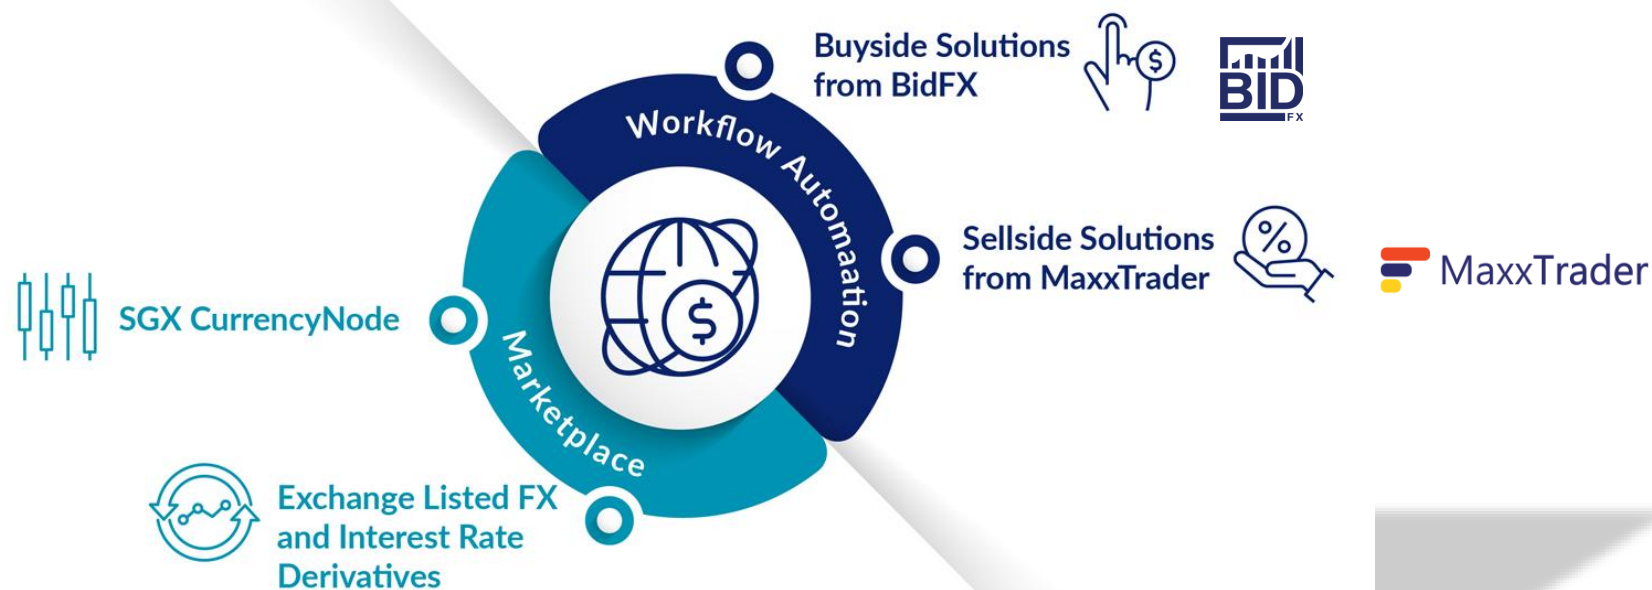 Buyside Solutions
from BidFX
$
BID
FX
Workflow Automaation
Sellside Solutions
from MaxxTrader
%
MaxxTrader
SGX CurrencyNode
$
Marketplace
Exchange Listed FX
and Interest Rate
Derivatives